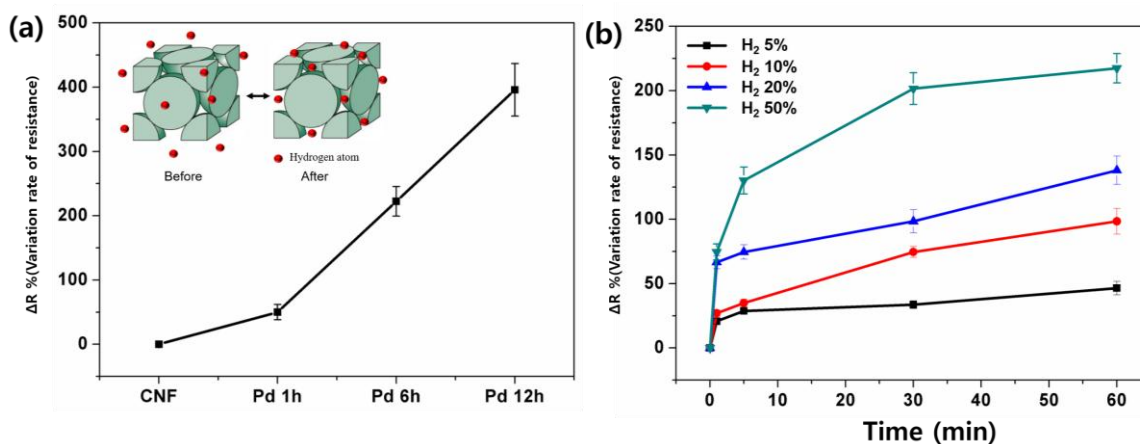 (a)
ΔR %(Variation rate of resistance)
500
400
300
200
100
0
Hydrogen atom
Before
After
CNF
Pd 1h
Pd 6h
Pd 12h
(b)
ΔR %(Variation rate of resistance)
250
200
150
100
50
0
H₂ 5%
H₂ 10%
H₂ 20%
H₂ 50%
0
10
20
30
40
50
60
Time (min)